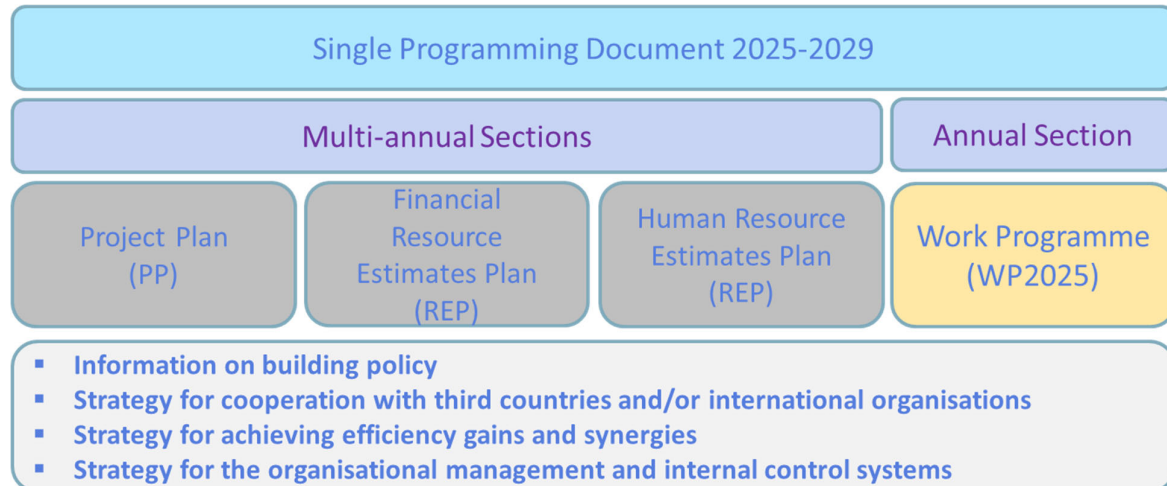 Single Programming Document 2025-2029
Multi-annual Sections
Annual Section
Project Plan
(PP)
Financial
Resource
Estimates Plan
(REP)
Human Resource
Estimates Plan
(REP)
Work Programme
(WP2025)
▪ Information on building policy
▪ Strategy for cooperation with third countries and/or international organisations
▪ Strategy for achieving efficiency gains and synergies
▪ Strategy for the organisational management and internal control systems